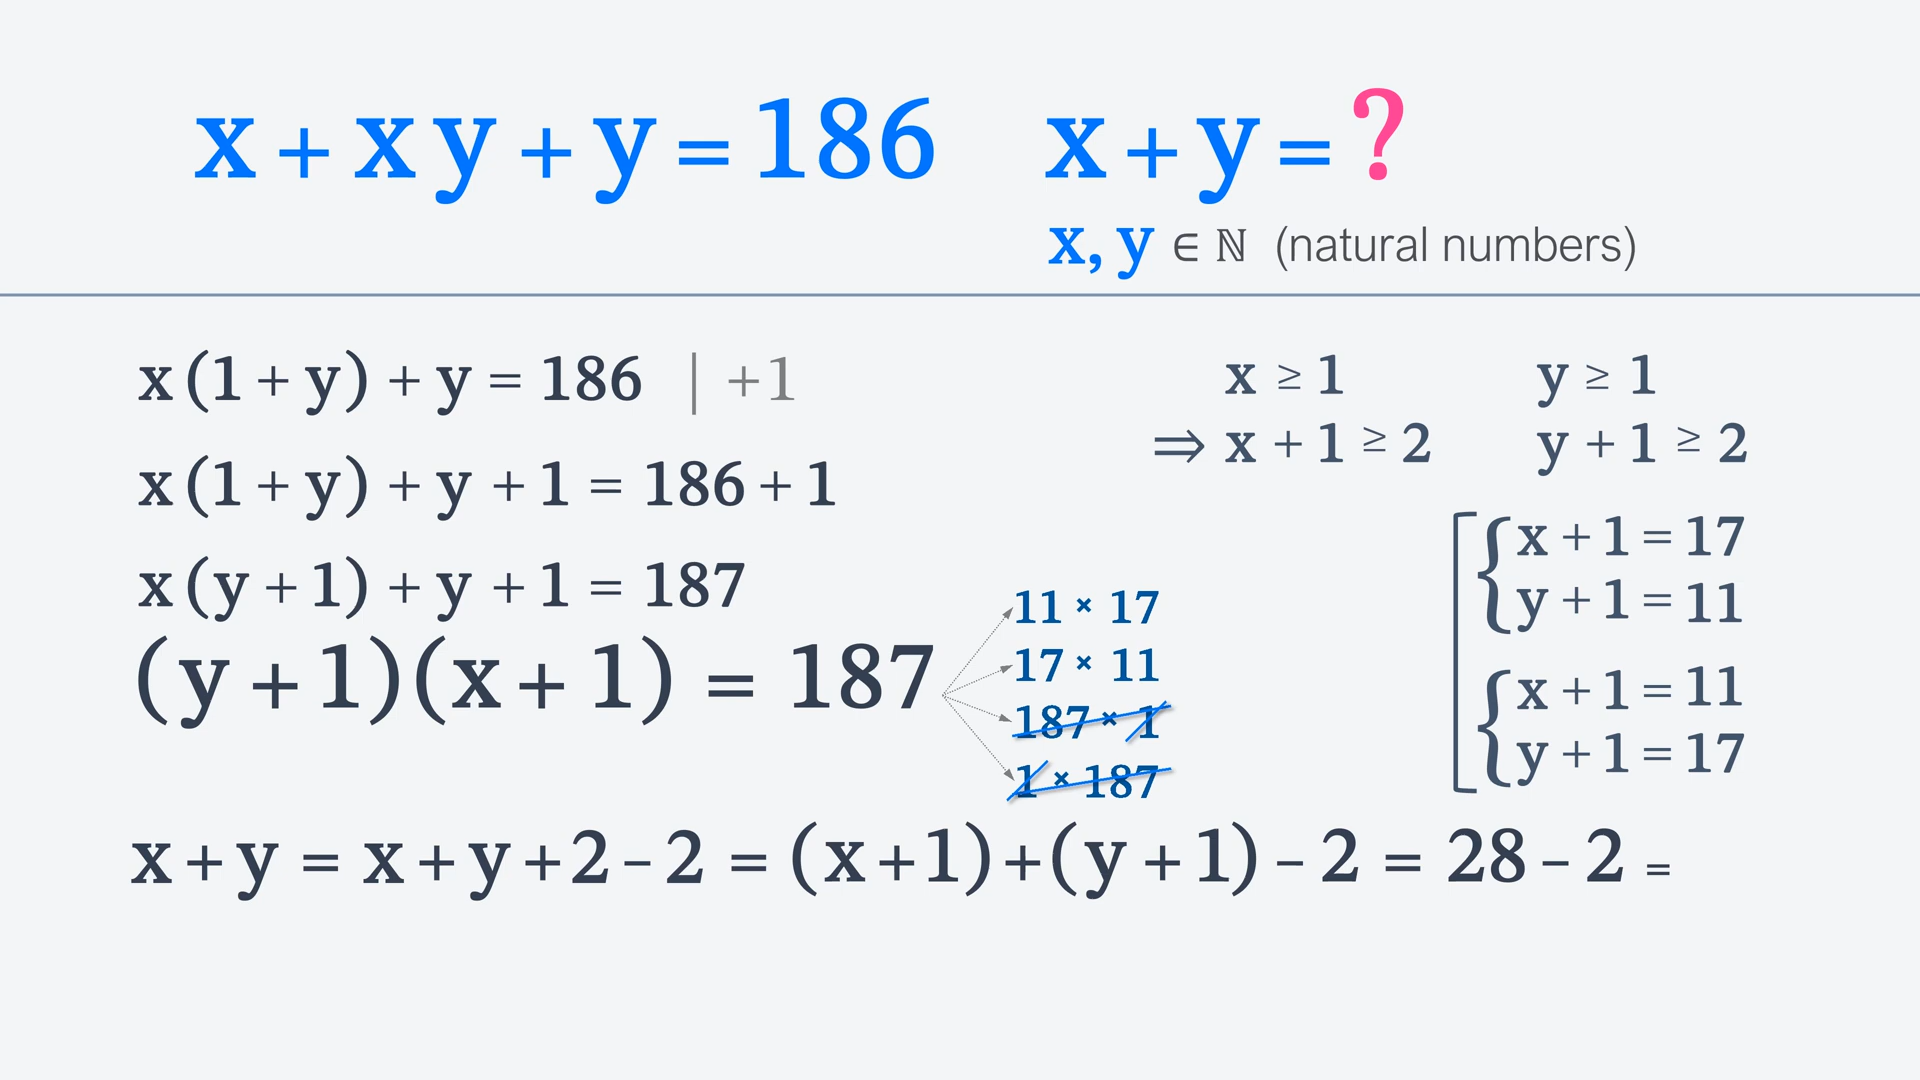 x + x y + y = 186
x + y = ?
x, y ∈ ℕ (natural numbers)
x (1 + y) + y = 186 | +1
x (1 + y) + y + 1 = 186 + 1
x (y + 1) + y + 1 = 187
(y + 1)(x + 1) = 187
11 × 17
17 × 11
187 × 1
1 × 187
x ≥ 1 y ≥ 1
⇒ x + 1 ≥ 2 y + 1 ≥ 2
x + 1 = 17
y + 1 = 11
x + 1 = 11
y + 1 = 17
x + y = x + y + 2 – 2 = (x + 1) + (y + 1) – 2 = 28 – 2 =